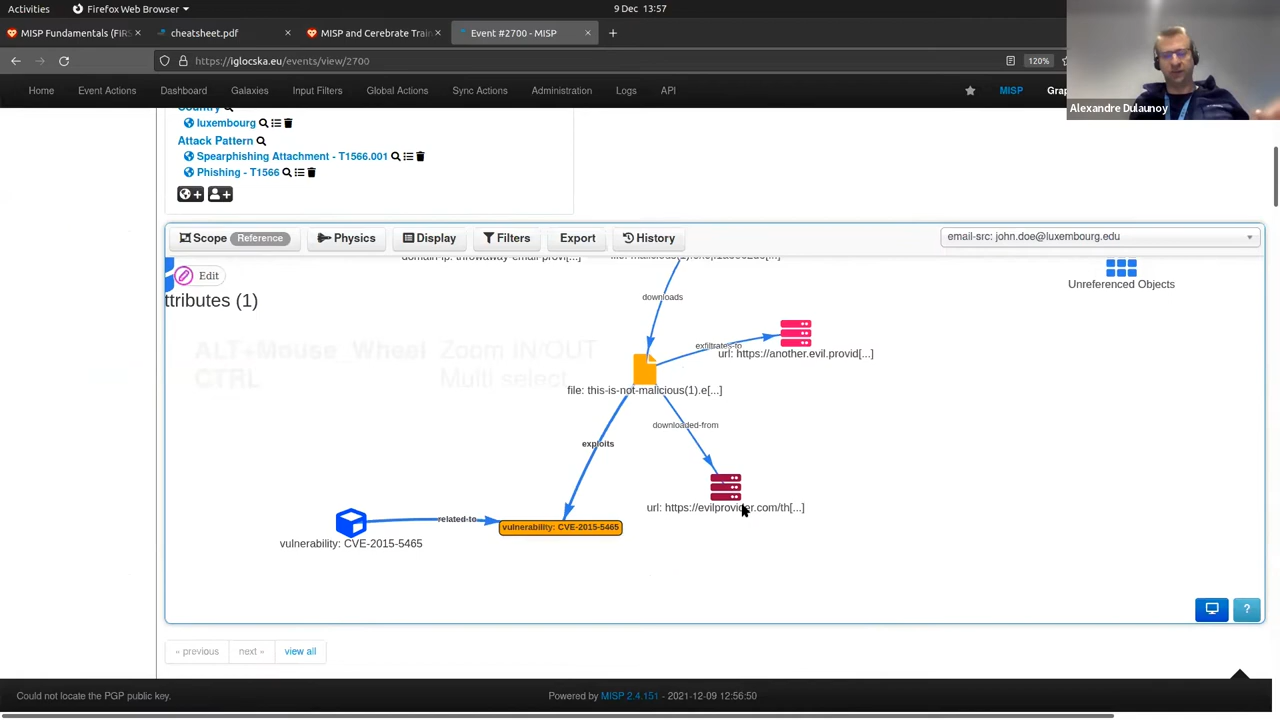 Activities
Firefox Web Browser
9 Dec 13:57
MISP Fundamentals (FIRS
cheatsheet.pdf
MISP and Cerebrate Train
Event #2700 - MISP
https://iglocska.eu/events/view/2700
120%
Home
Event Actions
Dashboard
Galaxies
Input Filters
Global Actions
Sync Actions
Administration
Logs
API
MISP
Alexandre Dulaunoy
Country
luxembourg
Attack Pattern
Spearphishing Attachment - T1566.001
Phishing - T1566
Scope Reference
Physics
Display
Filters
Export
History
email-src: john.doe@luxembourg.edu
Edit
ttributes (1)
downloads
Unreferenced Objects
exfiltrates-to
url: https://another.evil.provid[...]
ALT+Mouse Wheel Zoom IN/OUT
CTRL Multi select
file: this-is-not-malicious(1).e[...]
downloaded-from
exploits
url: https://evilprovider.com/th[...]
related-to
vulnerability: CVE-2015-5465
vulnerability: CVE-2015-5465
?
« previous
next »
view all
Could not locate the PGP public key.
Powered by MISP 2.4.151 - 2021-12-09 12:56:50